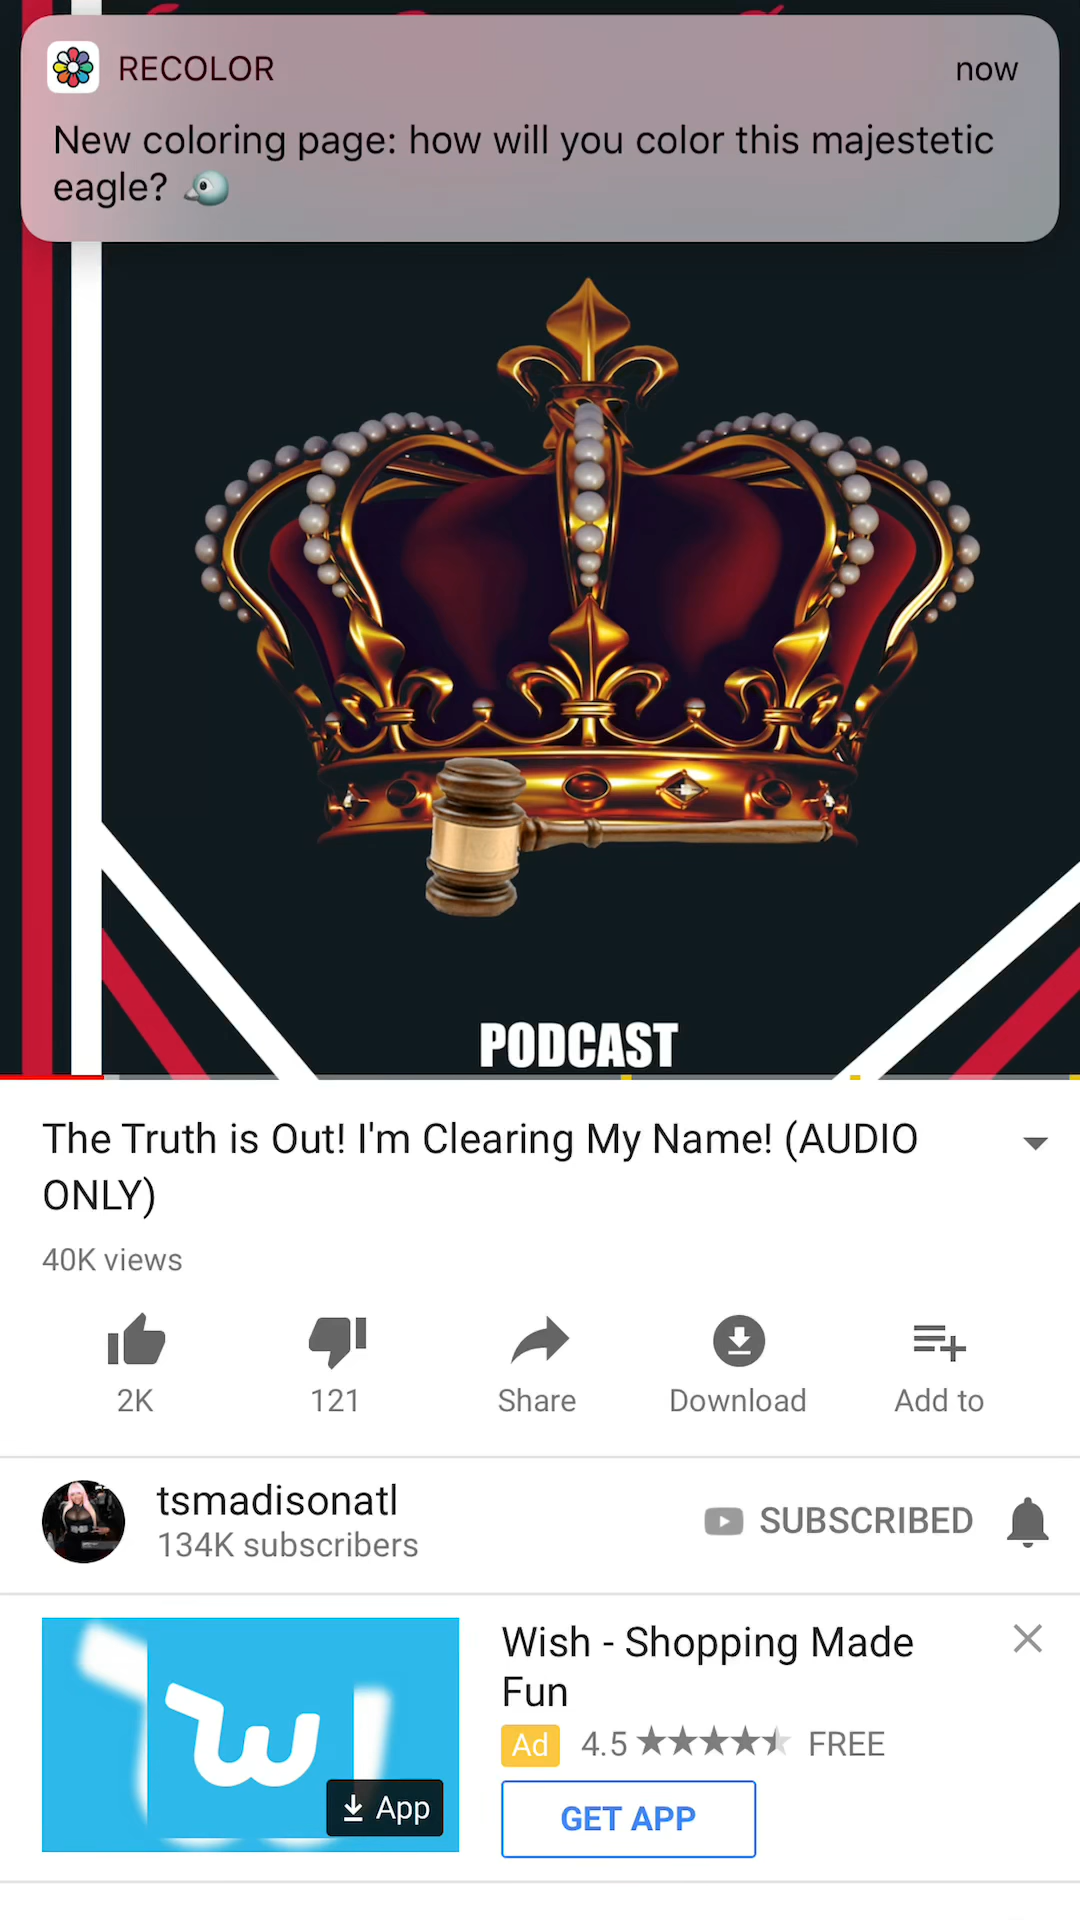 RECOLOR
now
New coloring page: how will you color this majestetic
eagle?
PODCAST
The Truth is Out! I'm Clearing My Name! (AUDIO
ONLY)
40K views
2K
121
Share
Download
Add to
tsmadisonatl
134K subscribers
SUBSCRIBED
App
Wish - Shopping Made
Fun
Ad 4.5 FREE
GET APP